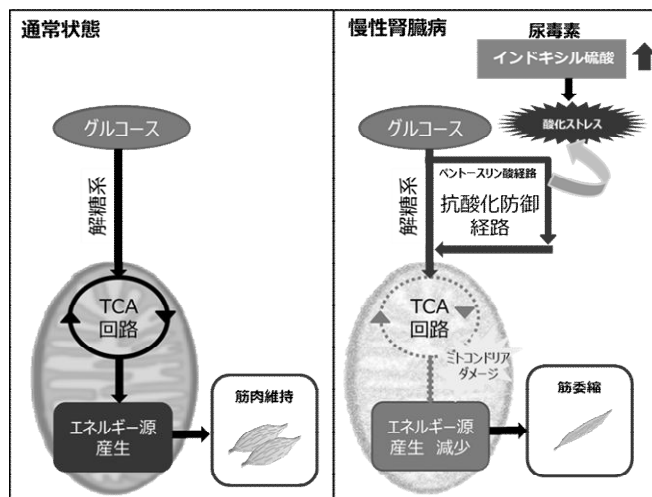 通常状態
グルコース
解糖系
TCA
回路
エネルギー源
産生
筋肉維持
慢性腎臓病
尿毒素
インドキシル硫酸
酸化ストレス
グルコース
ペントースリン酸経路
抗酸化防御
経路
解糖系
TCA
回路
ミトコンドリア
ダメージ
エネルギー源
産生 減少
筋委縮